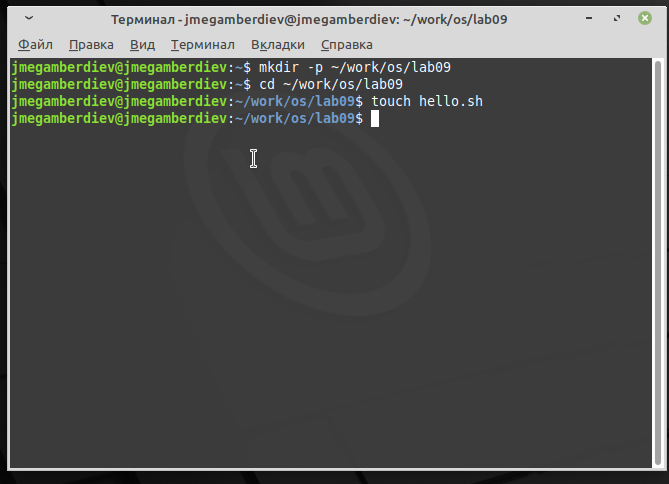 Терминал - jmegamberdiev@jmegamberdiev: ~/work/os/lab09
Файл Правка Вид Терминал Вкладки Справка
jmegamberdiev@jmegamberdiev:~$ mkdir -p ~/work/os/lab09
jmegamberdiev@jmegamberdiev:~$ cd ~/work/os/lab09
jmegamberdiev@jmegamberdiev:~/work/os/lab09$ touch hello.sh
jmegamberdiev@jmegamberdiev:~/work/os/lab09$